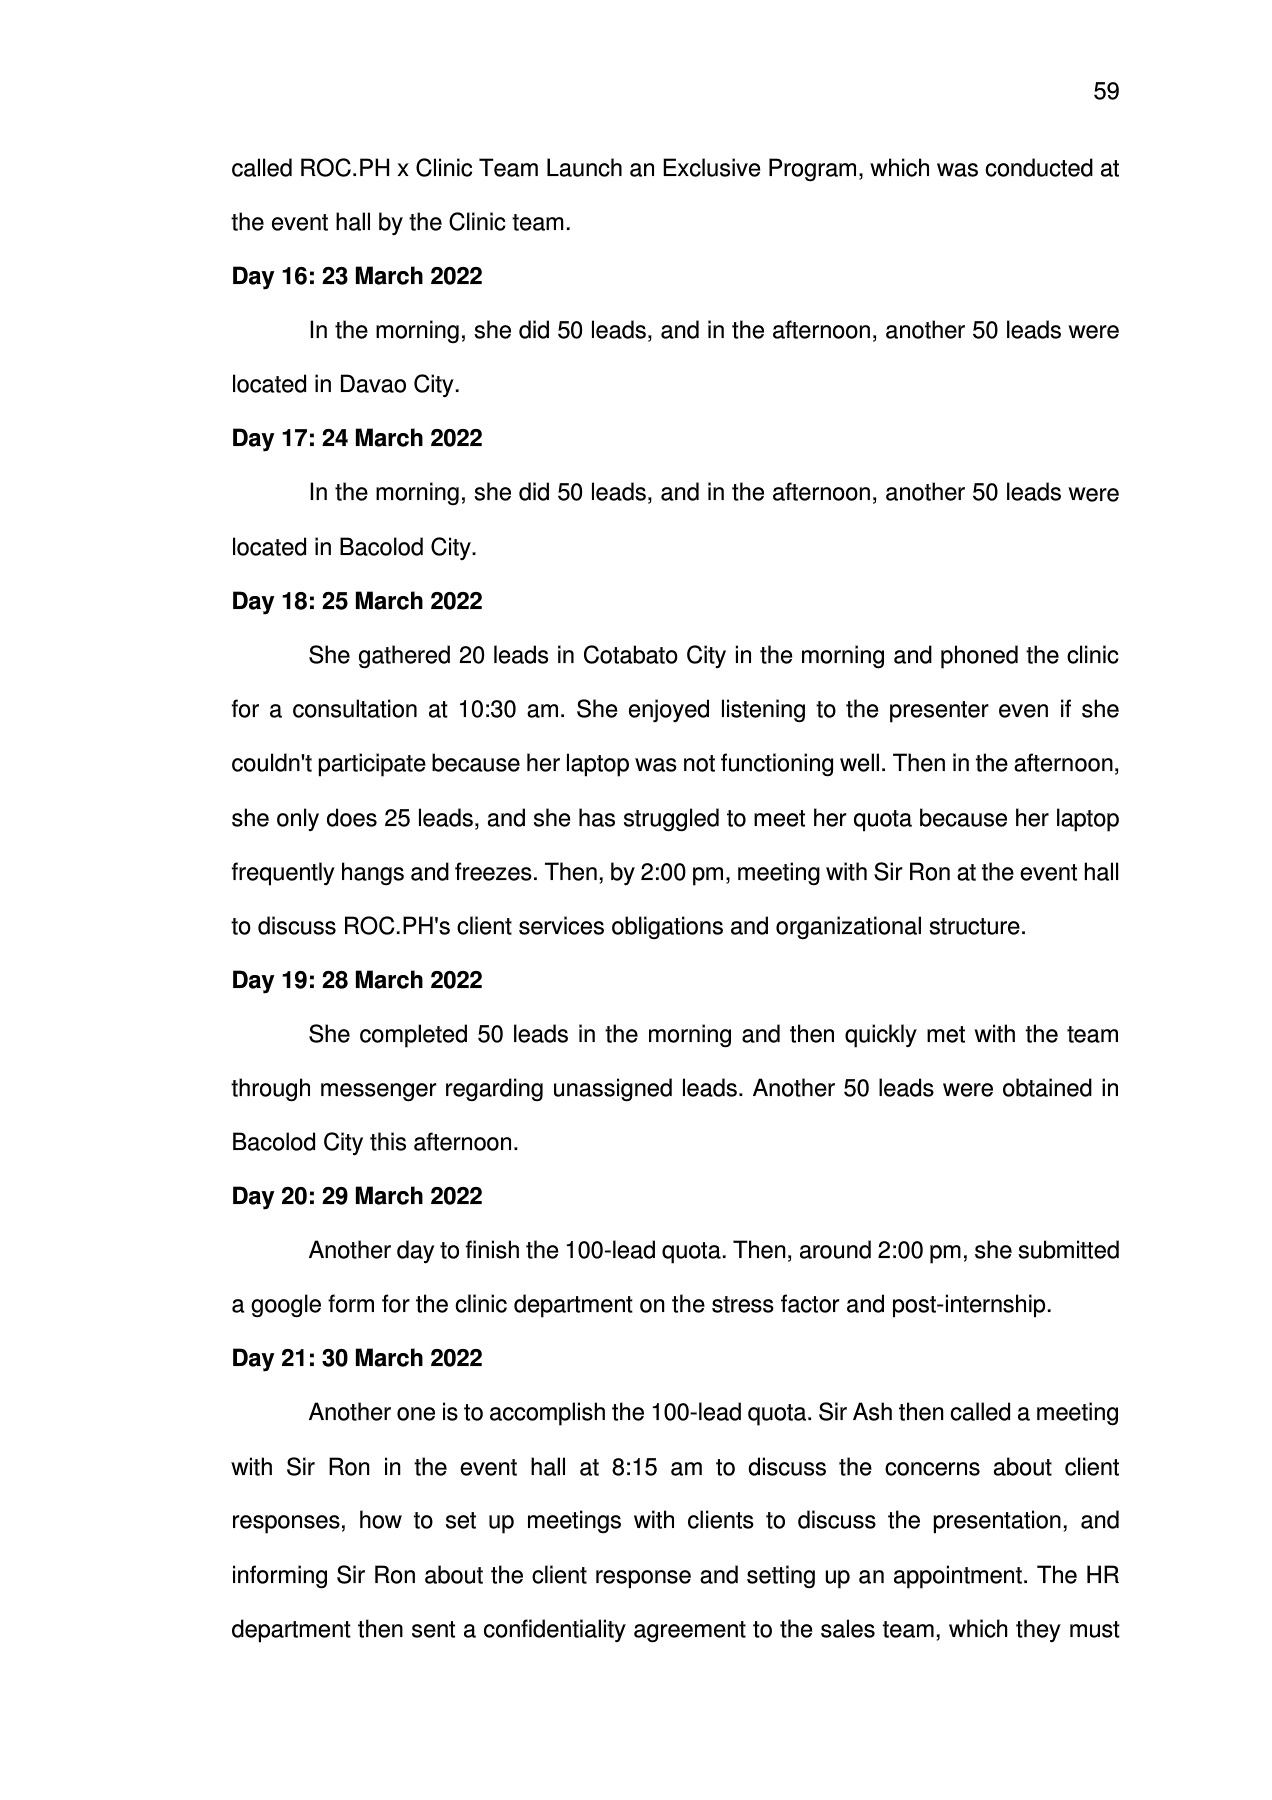 59
called ROC.PH x Clinic Team Launch an Exclusive Program, which was conducted at
the event hall by the Clinic team.
Day 16: 23 March 2022
In the morning, she did 50 leads, and in the afternoon, another 50 leads were
located in Davao City.
Day 17: 24 March 2022
In the morning, she did 50 leads, and in the afternoon, another 50 leads were
located in Bacolod City.
Day 18: 25 March 2022
She gathered 20 leads in Cotabato City in the morning and phoned the clinic
for a consultation at 10:30 am. She enjoyed listening to the presenter even if she
couldn't participate because her laptop was not functioning well. Then in the afternoon,
she only does 25 leads, and she has struggled to meet her quota because her laptop
frequently hangs and freezes. Then, by 2:00 pm, meeting with Sir Ron at the event hall
to discuss ROC.PH's client services obligations and organizational structure.
Day 19: 28 March 2022
She completed 50 leads in the morning and then quickly met with the team
through messenger regarding unassigned leads. Another 50 leads were obtained in
Bacolod City this afternoon.
Day 20: 29 March 2022
Another day to finish the 100-lead quota. Then, around 2:00 pm, she submitted
a google form for the clinic department on the stress factor and post-internship.
Day 21: 30 March 2022
Another one is to accomplish the 100-lead quota. Sir Ash then called a meeting
with Sir Ron in the event hall at 8:15 am to discuss the concerns about client
responses, how to set up meetings with clients to discuss the presentation, and
informing Sir Ron about the client response and setting up an appointment. The HR
department then sent a confidentiality agreement to the sales team, which they must